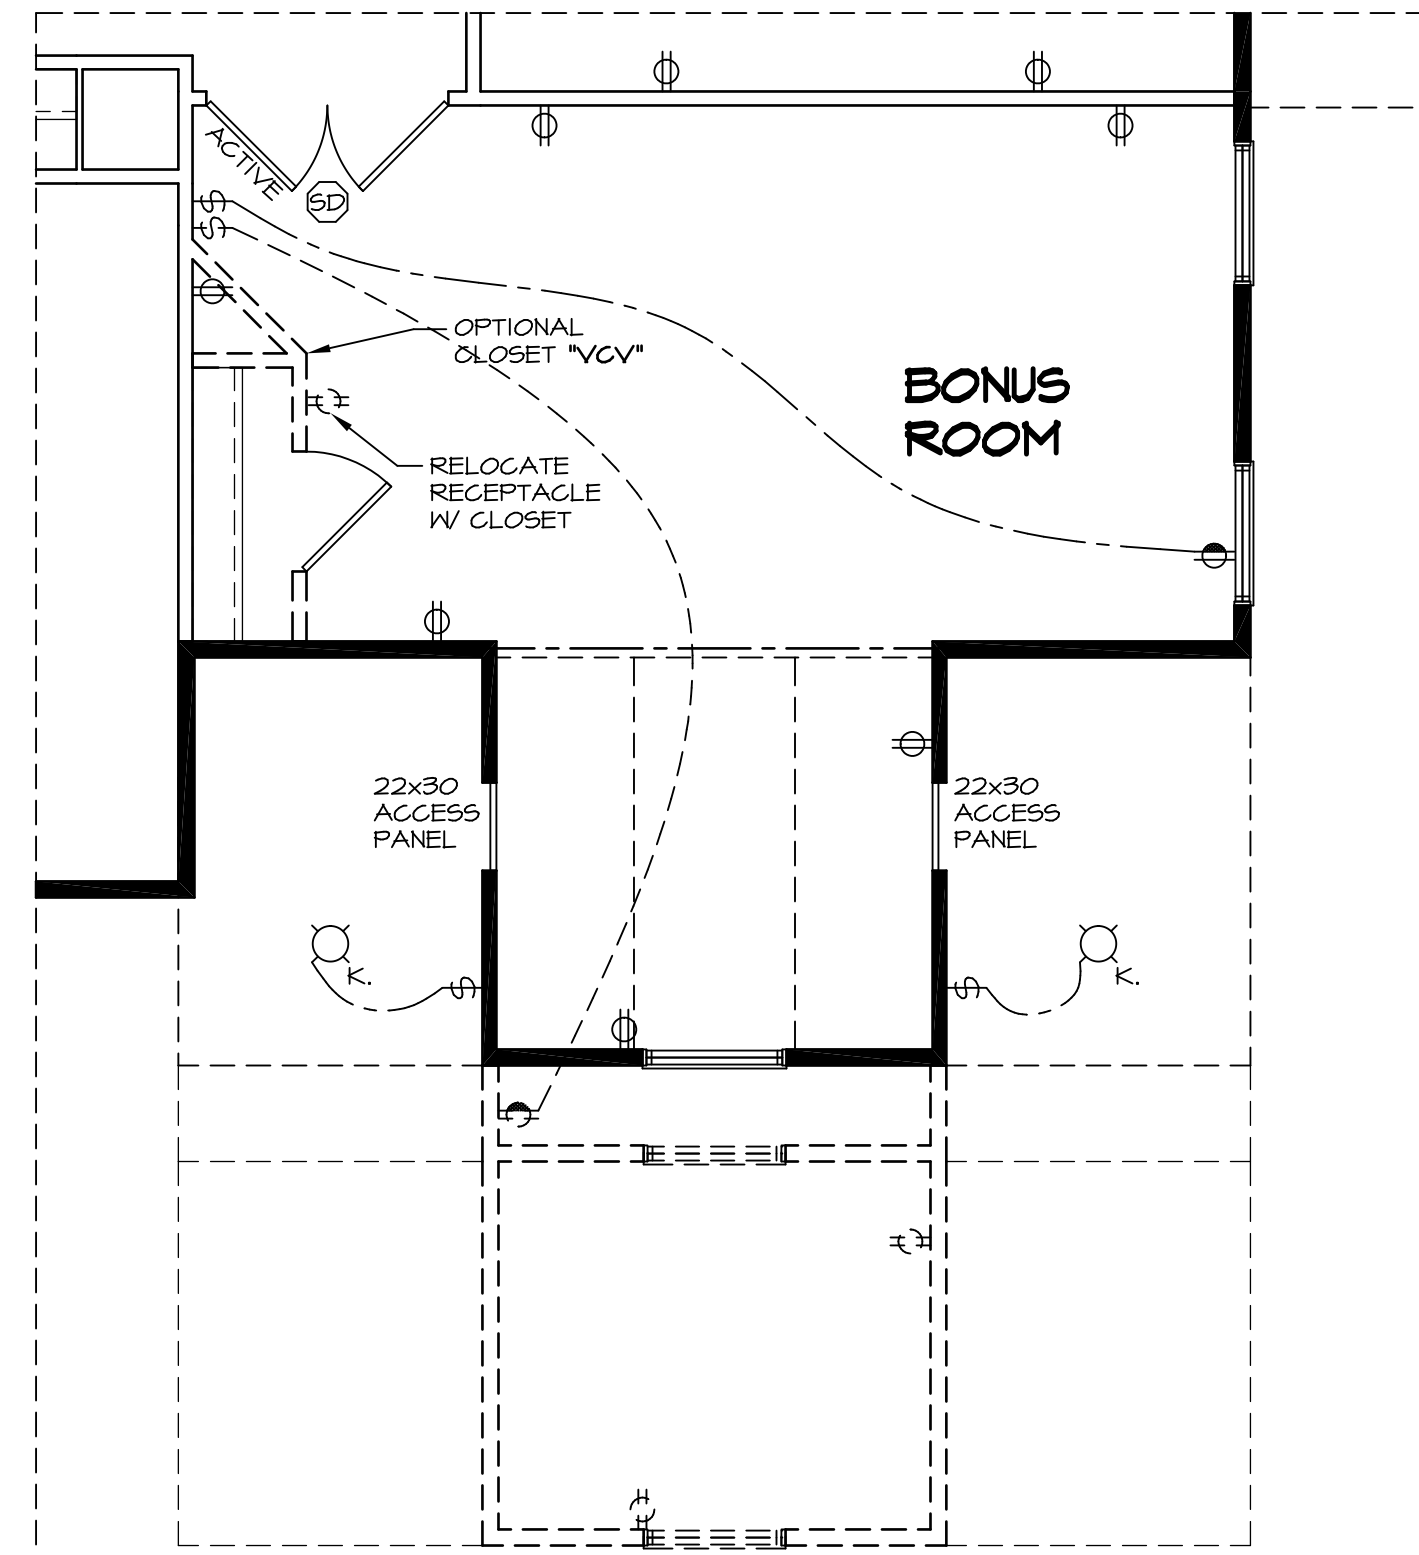 ACTIVE
SD
$
$
OPTIONAL
CLOSET "VCV"
BONUS
ROOM
RELOCATE
RECEPTACLE
W/ CLOSET
22x30
ACCESS
PANEL
22x30
ACCESS
PANEL
K.
$
$
K.